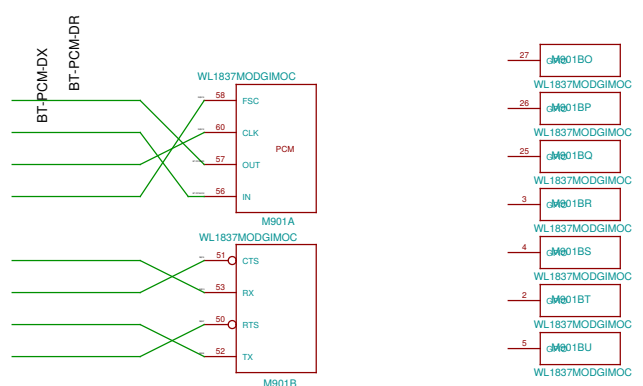 BT-PCM-DX
BT-PCM-DR
WL1837MODGIMOC
58 FSC
60 CLK
PCM
57 OUT
56 IN
M901A
WL1837MODGIMOC
51 CTS
53 RX
50 RTS
52 TX
M901B
27 M901BO
WL1837MODGIMOC
26 M901BP
WL1837MODGIMOC
25 M901BQ
WL1837MODGIMOC
3 M901BR
WL1837MODGIMOC
4 M901BS
WL1837MODGIMOC
2 M901BT
WL1837MODGIMOC
5 M901BU
WL1837MODGIMOC